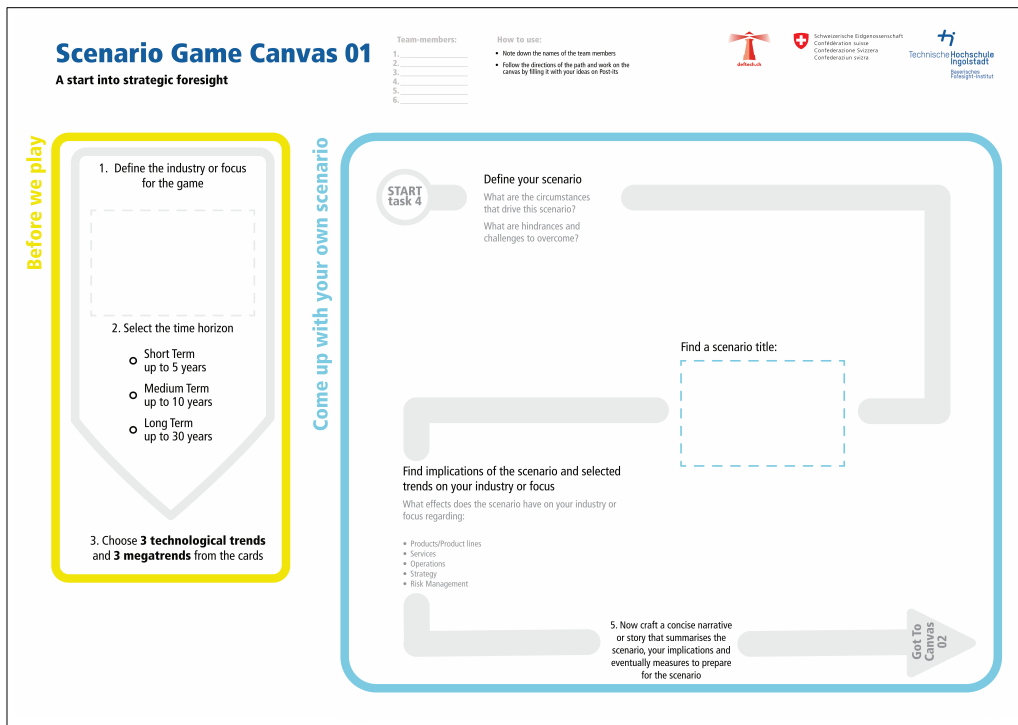 Scenario Game Canvas 01
A start into strategic foresight
Team-members:
1.
2.
3.
4.
5.
6.
How to use:
• Note down the names of the team members
• Follow the directions of the path and work on the
canvas by filling it with your ideas on Post-its
deftech.ch
Schweizerische Eidgenossenschaft
Confédération suisse
Confederazione Svizzera
Confederaziun svizra
Technische Hochschule
Ingolstadt
Bayerisches
Foresight-Institut
Before we play
1. Define the industry or focus
for the game
2. Select the time horizon
Short Term
up to 5 years
Medium Term
up to 10 years
Long Term
up to 30 years
3. Choose 3 technological trends
and 3 megatrends from the cards
Come up with your own scenario
START
task 4
Define your scenario
What are the circumstances
that drive this scenario?
What are hindrances and
challenges to overcome?
Find a scenario title:
Find implications of the scenario and selected
trends on your industry or focus
What effects does the scenario have on your industry or
focus regarding:
• Products/Product lines
• Services
• Operations
• Strategy
• Risk Management
5. Now craft a concise narrative
or story that summarises the
scenario, your implications and
eventually measures to prepare
for the scenario
Got To
Canvas
02